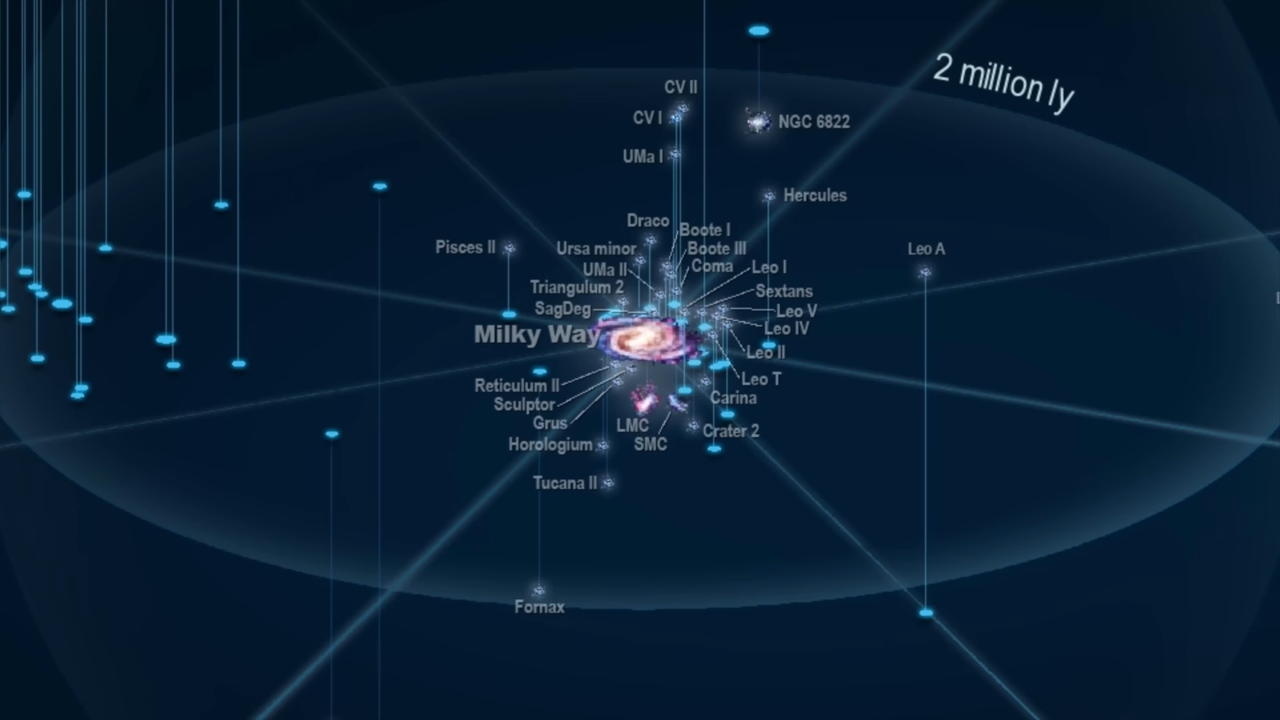 2 million ly
CV II
CV I
NGC 6822
UMa I
Hercules
Draco
Boote I
Pisces II
Ursa minor
Boote III
Leo A
UMa II
Coma
Leo I
Triangulum 2
Sextans
SagDeg
Leo V
Milky Way
Leo IV
Leo II
Reticulum II
Leo T
Sculptor
Carina
Grus
LMC
Crater 2
Horologium
SMC
Tucana II
Fornax